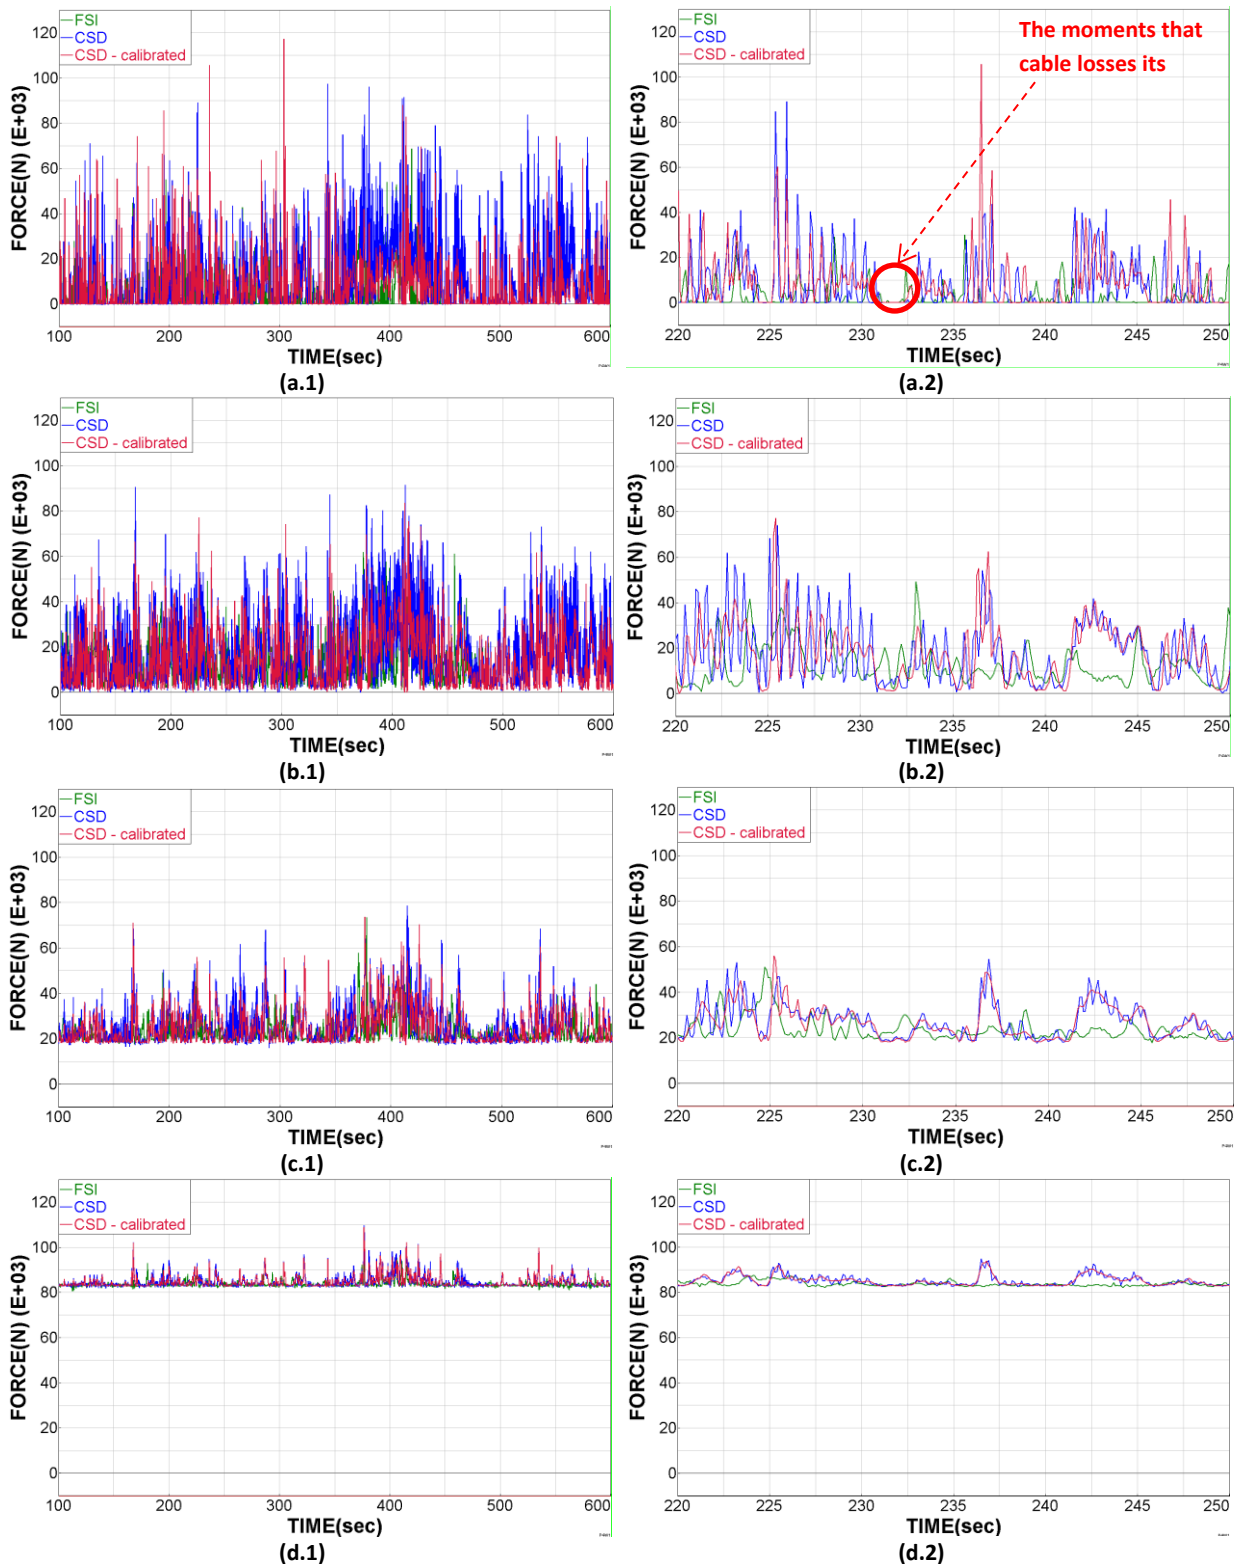 FSI
CSD
CSD - calibrated
120
100
80
60
40
20
0
FORCE(N) (E+03)
100
200
300
400
500
600
TIME(sec)
(a.1)
FSI
CSD
CSD - calibrated
The moments that
cable losses its
120
100
80
60
40
20
0
FORCE(N) (E+03)
220
225
230
235
240
245
250
TIME(sec)
(a.2)
FSI
CSD
CSD - calibrated
120
100
80
60
40
20
0
FORCE(N) (E+03)
100
200
300
400
500
600
TIME(sec)
(b.1)
FSI
CSD
CSD - calibrated
120
100
80
60
40
20
0
FORCE(N) (E+03)
220
225
230
235
240
245
250
TIME(sec)
(b.2)
FSI
CSD
CSD - calibrated
120
100
80
60
40
20
0
FORCE(N) (E+03)
100
200
300
400
500
600
TIME(sec)
(c.1)
FSI
CSD
CSD - calibrated
120
100
80
60
40
20
0
FORCE(N) (E+03)
220
225
230
235
240
245
250
TIME(sec)
(c.2)
FSI
CSD
CSD - calibrated
120
100
80
60
40
20
0
FORCE(N) (E+03)
100
200
300
400
500
600
TIME(sec)
(d.1)
FSI
CSD
CSD - calibrated
120
100
80
60
40
20
0
FORCE(N) (E+03)
220
225
230
235
240
245
250
TIME(sec)
(d.2)